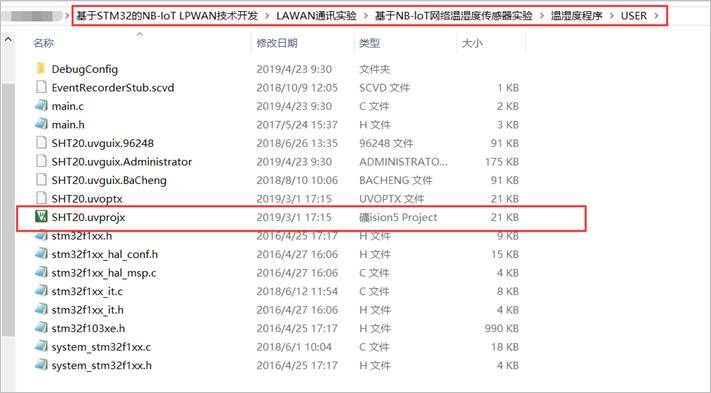 基于STM32的NB-IoT LPWAN技术开发 > LAWAN通讯实验 > 基于NB-IoT网络温湿度传感器实验 > 温湿度程序 > USER >
名称 修改日期 类型 大小
DebugConfig 2019/4/23 9:30 文件夹
EventRecorderStub.scvd 2018/10/9 12:05 SCVD 文件 1 KB
main.c 2019/4/23 9:30 C 文件 2 KB
main.h 2017/5/24 15:37 H 文件 3 KB
SHT20.uvguix.96248 2018/6/26 13:35 96248 文件 91 KB
SHT20.uvguix.Administrator 2019/4/23 9:30 ADMINISTRATO... 175 KB
SHT20.uvguix.BaCheng 2018/8/10 10:06 BACHENG 文件 91 KB
SHT20.uvoptx 2019/3/1 17:15 UVOPTX 文件 21 KB
SHT20.uvprojx 2019/3/1 17:15 礦ision5 Project 21 KB
stm32f1xx.h 2016/4/25 17:17 H 文件 9 KB
stm32f1xx_hal_conf.h 2016/4/27 16:06 H 文件 15 KB
stm32f1xx_hal_msp.c 2016/4/27 16:06 C 文件 4 KB
stm32f1xx_it.c 2018/6/12 11:54 C 文件 8 KB
stm32f1xx_it.h 2016/4/27 16:06 H 文件 4 KB
stm32f103xe.h 2016/4/25 17:17 H 文件 990 KB
system_stm32f1xx.c 2018/6/1 10:04 C 文件 18 KB
system_stm32f1xx.h 2016/4/25 17:17 H 文件 4 KB